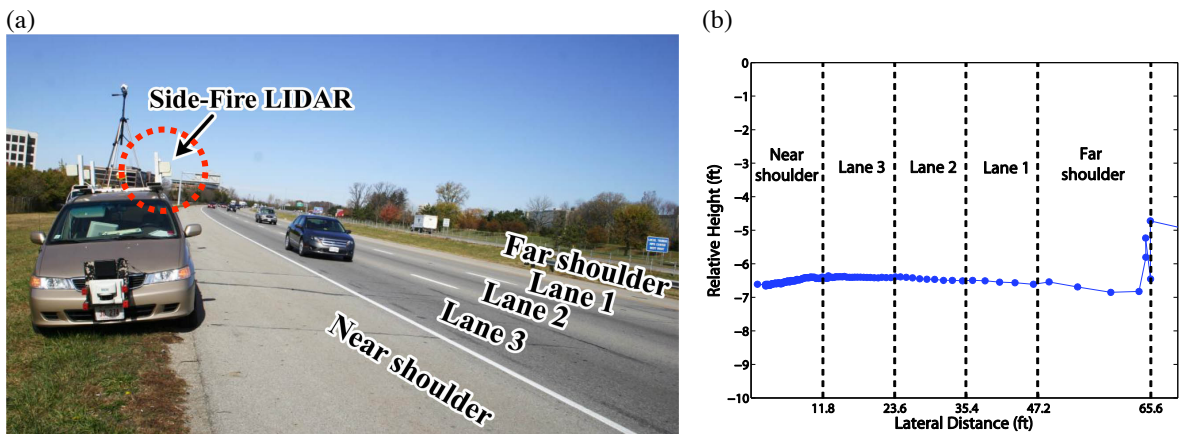 (a)
Side-Fire LIDAR
Far shoulder
Lane 1
Lane 2
Lane 3
Near shoulder
(b)
0
−1
−2
−3
−4
−5
−6
−7
−8
−9
−10
Relative Height (ft)
Near
shoulder
Lane 3
Lane 2
Lane 1
Far
shoulder
11.8
23.6
35.4
47.2
65.6
Lateral Distance (ft)